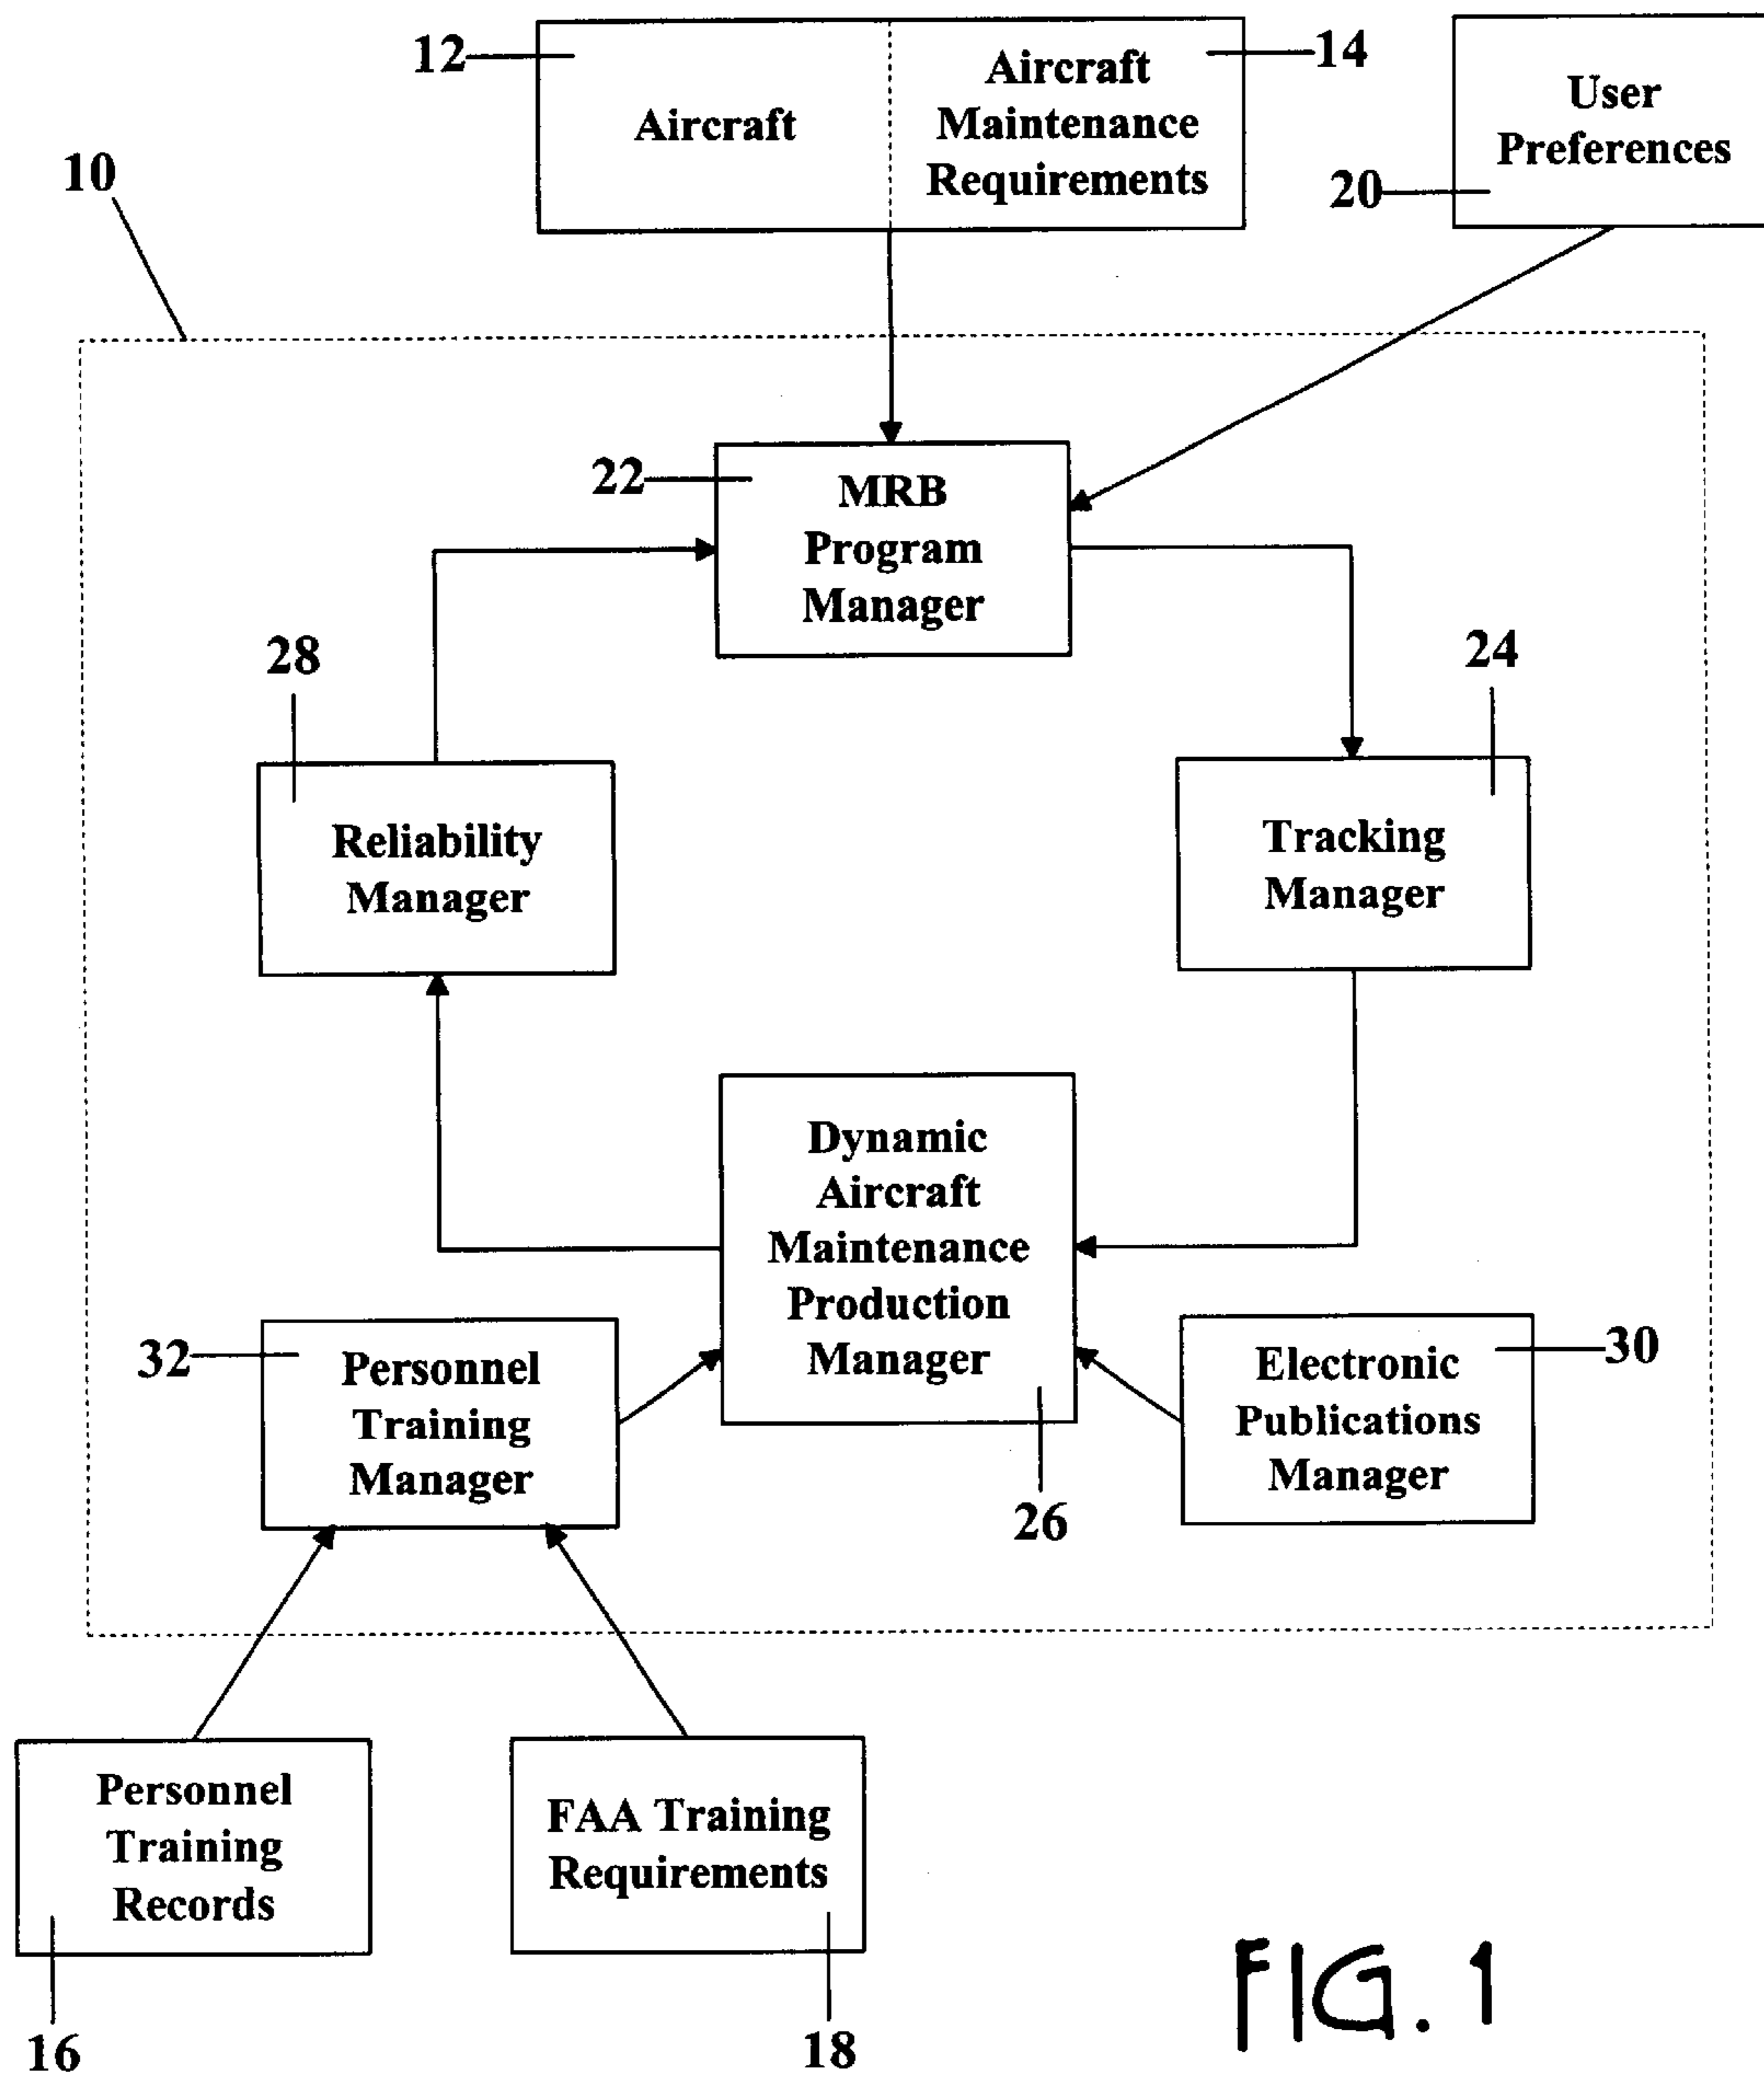 12
Aircraft
Aircraft
Maintenance
Requirements
14
User
Preferences
20
10
22
MRB
Program
Manager
28
Reliability
Manager
24
Tracking
Manager
Dynamic
Aircraft
Maintenance
Production
Manager
26
32
Personnel
Training
Manager
Electronic
Publications
Manager
30
Personnel
Training
Records
16
FAA Training
Requirements
18
FIG. 1